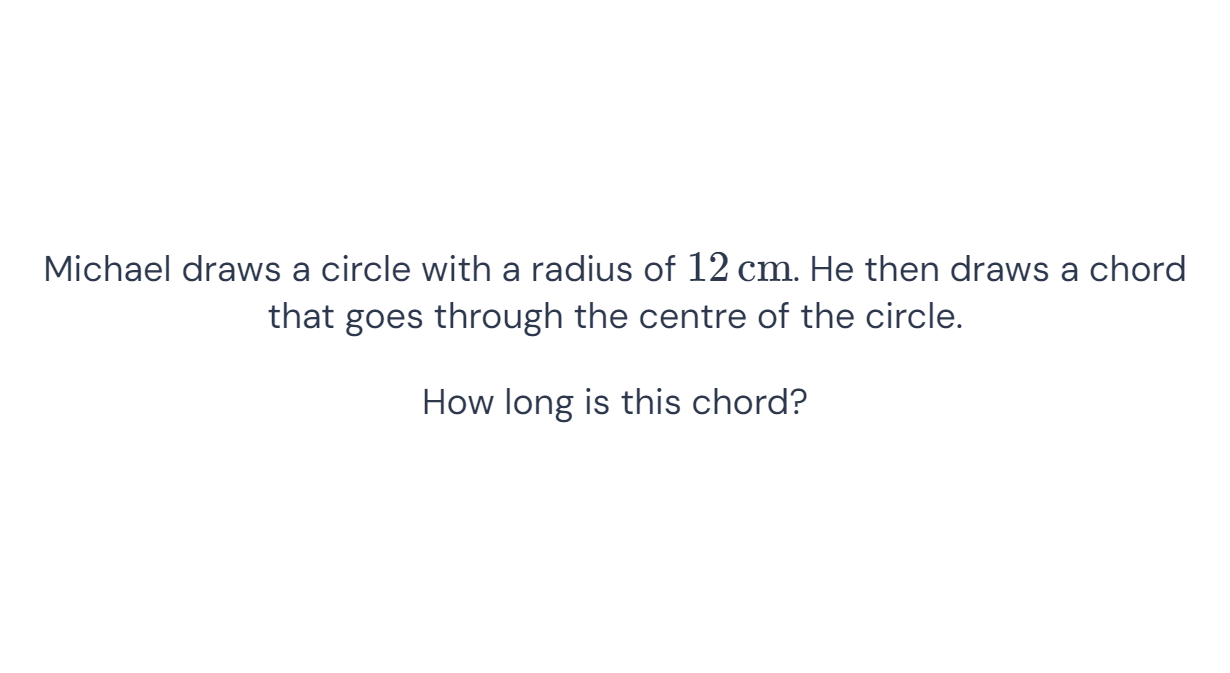 Michael draws a circle with a radius of 12 cm. He then draws a chord
that goes through the centre of the circle.
How long is this chord?